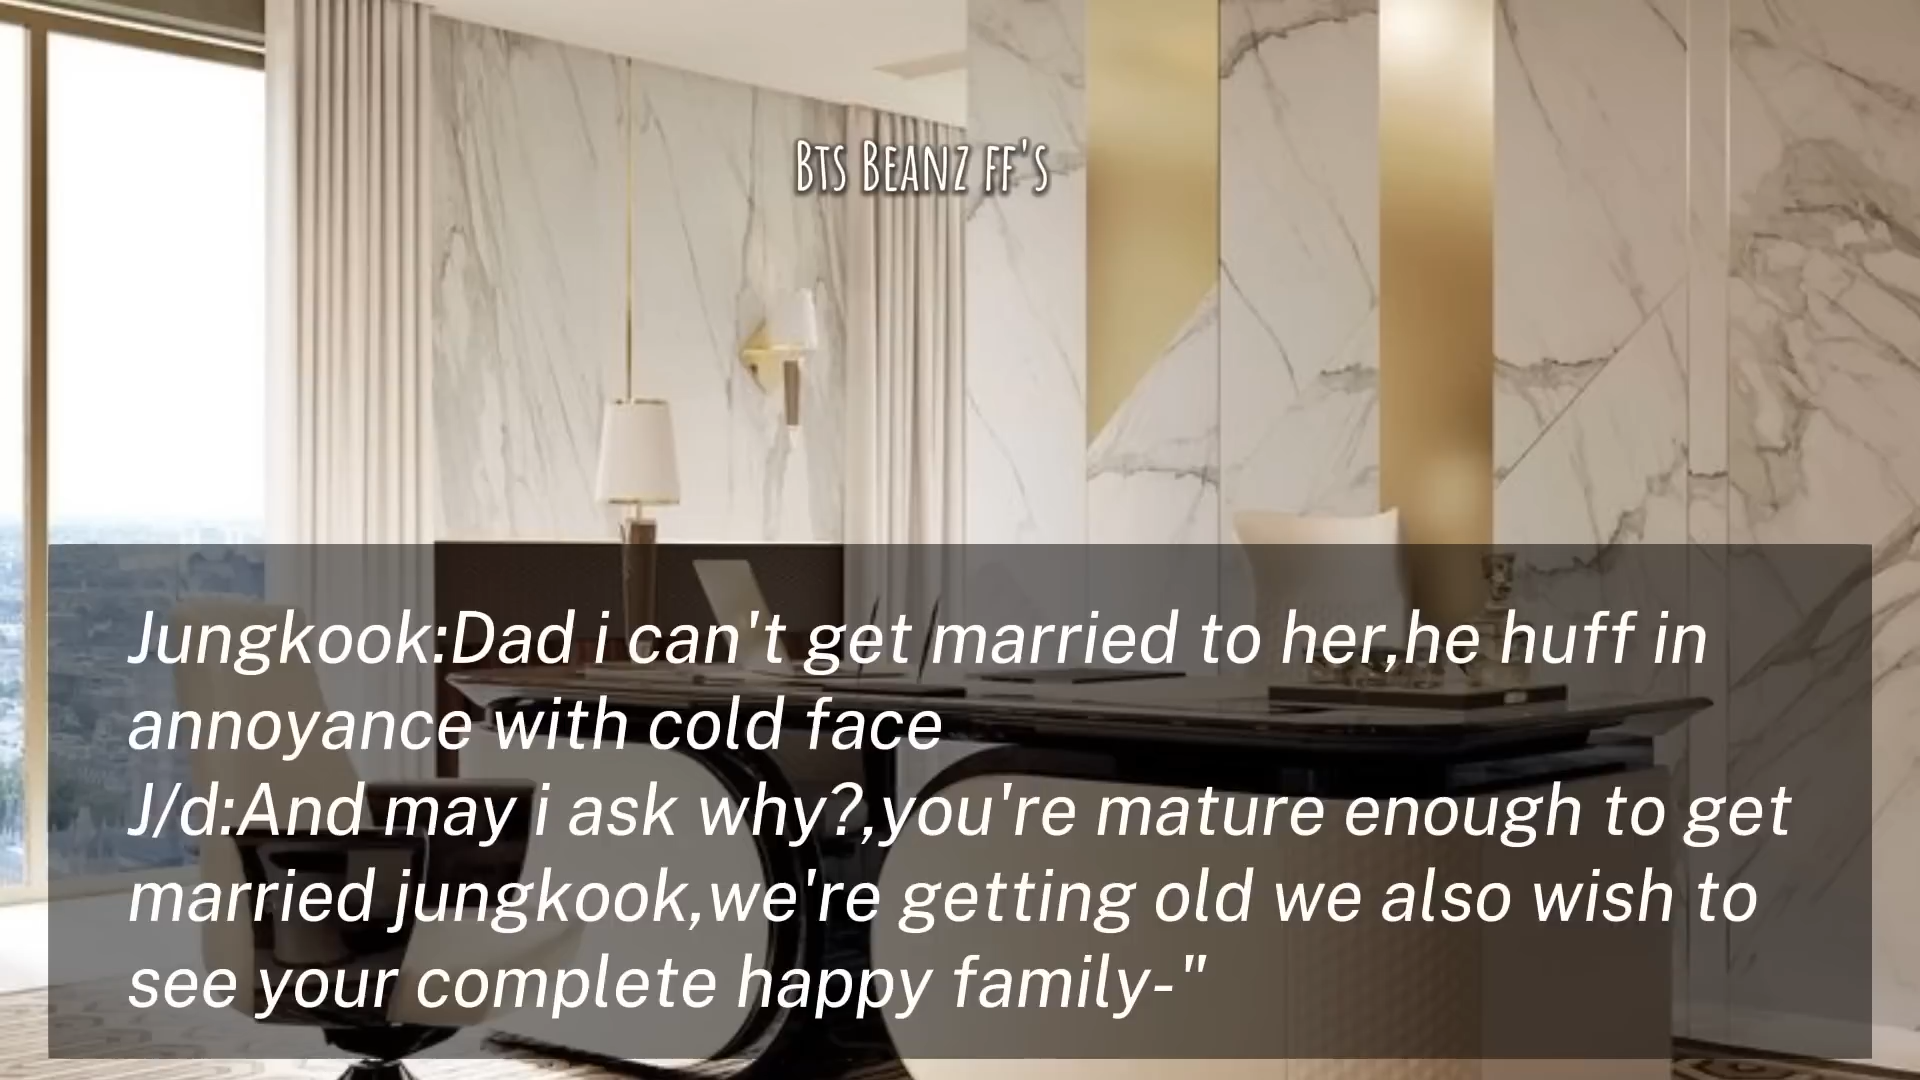 Bts Beanz ff's
Jungkook:Dad i can't get married to her,he huff in
annoyance with cold face
J/d:And may i ask why?,you're mature enough to get
married jungkook,we're getting old we also wish to
see your complete happy family-"